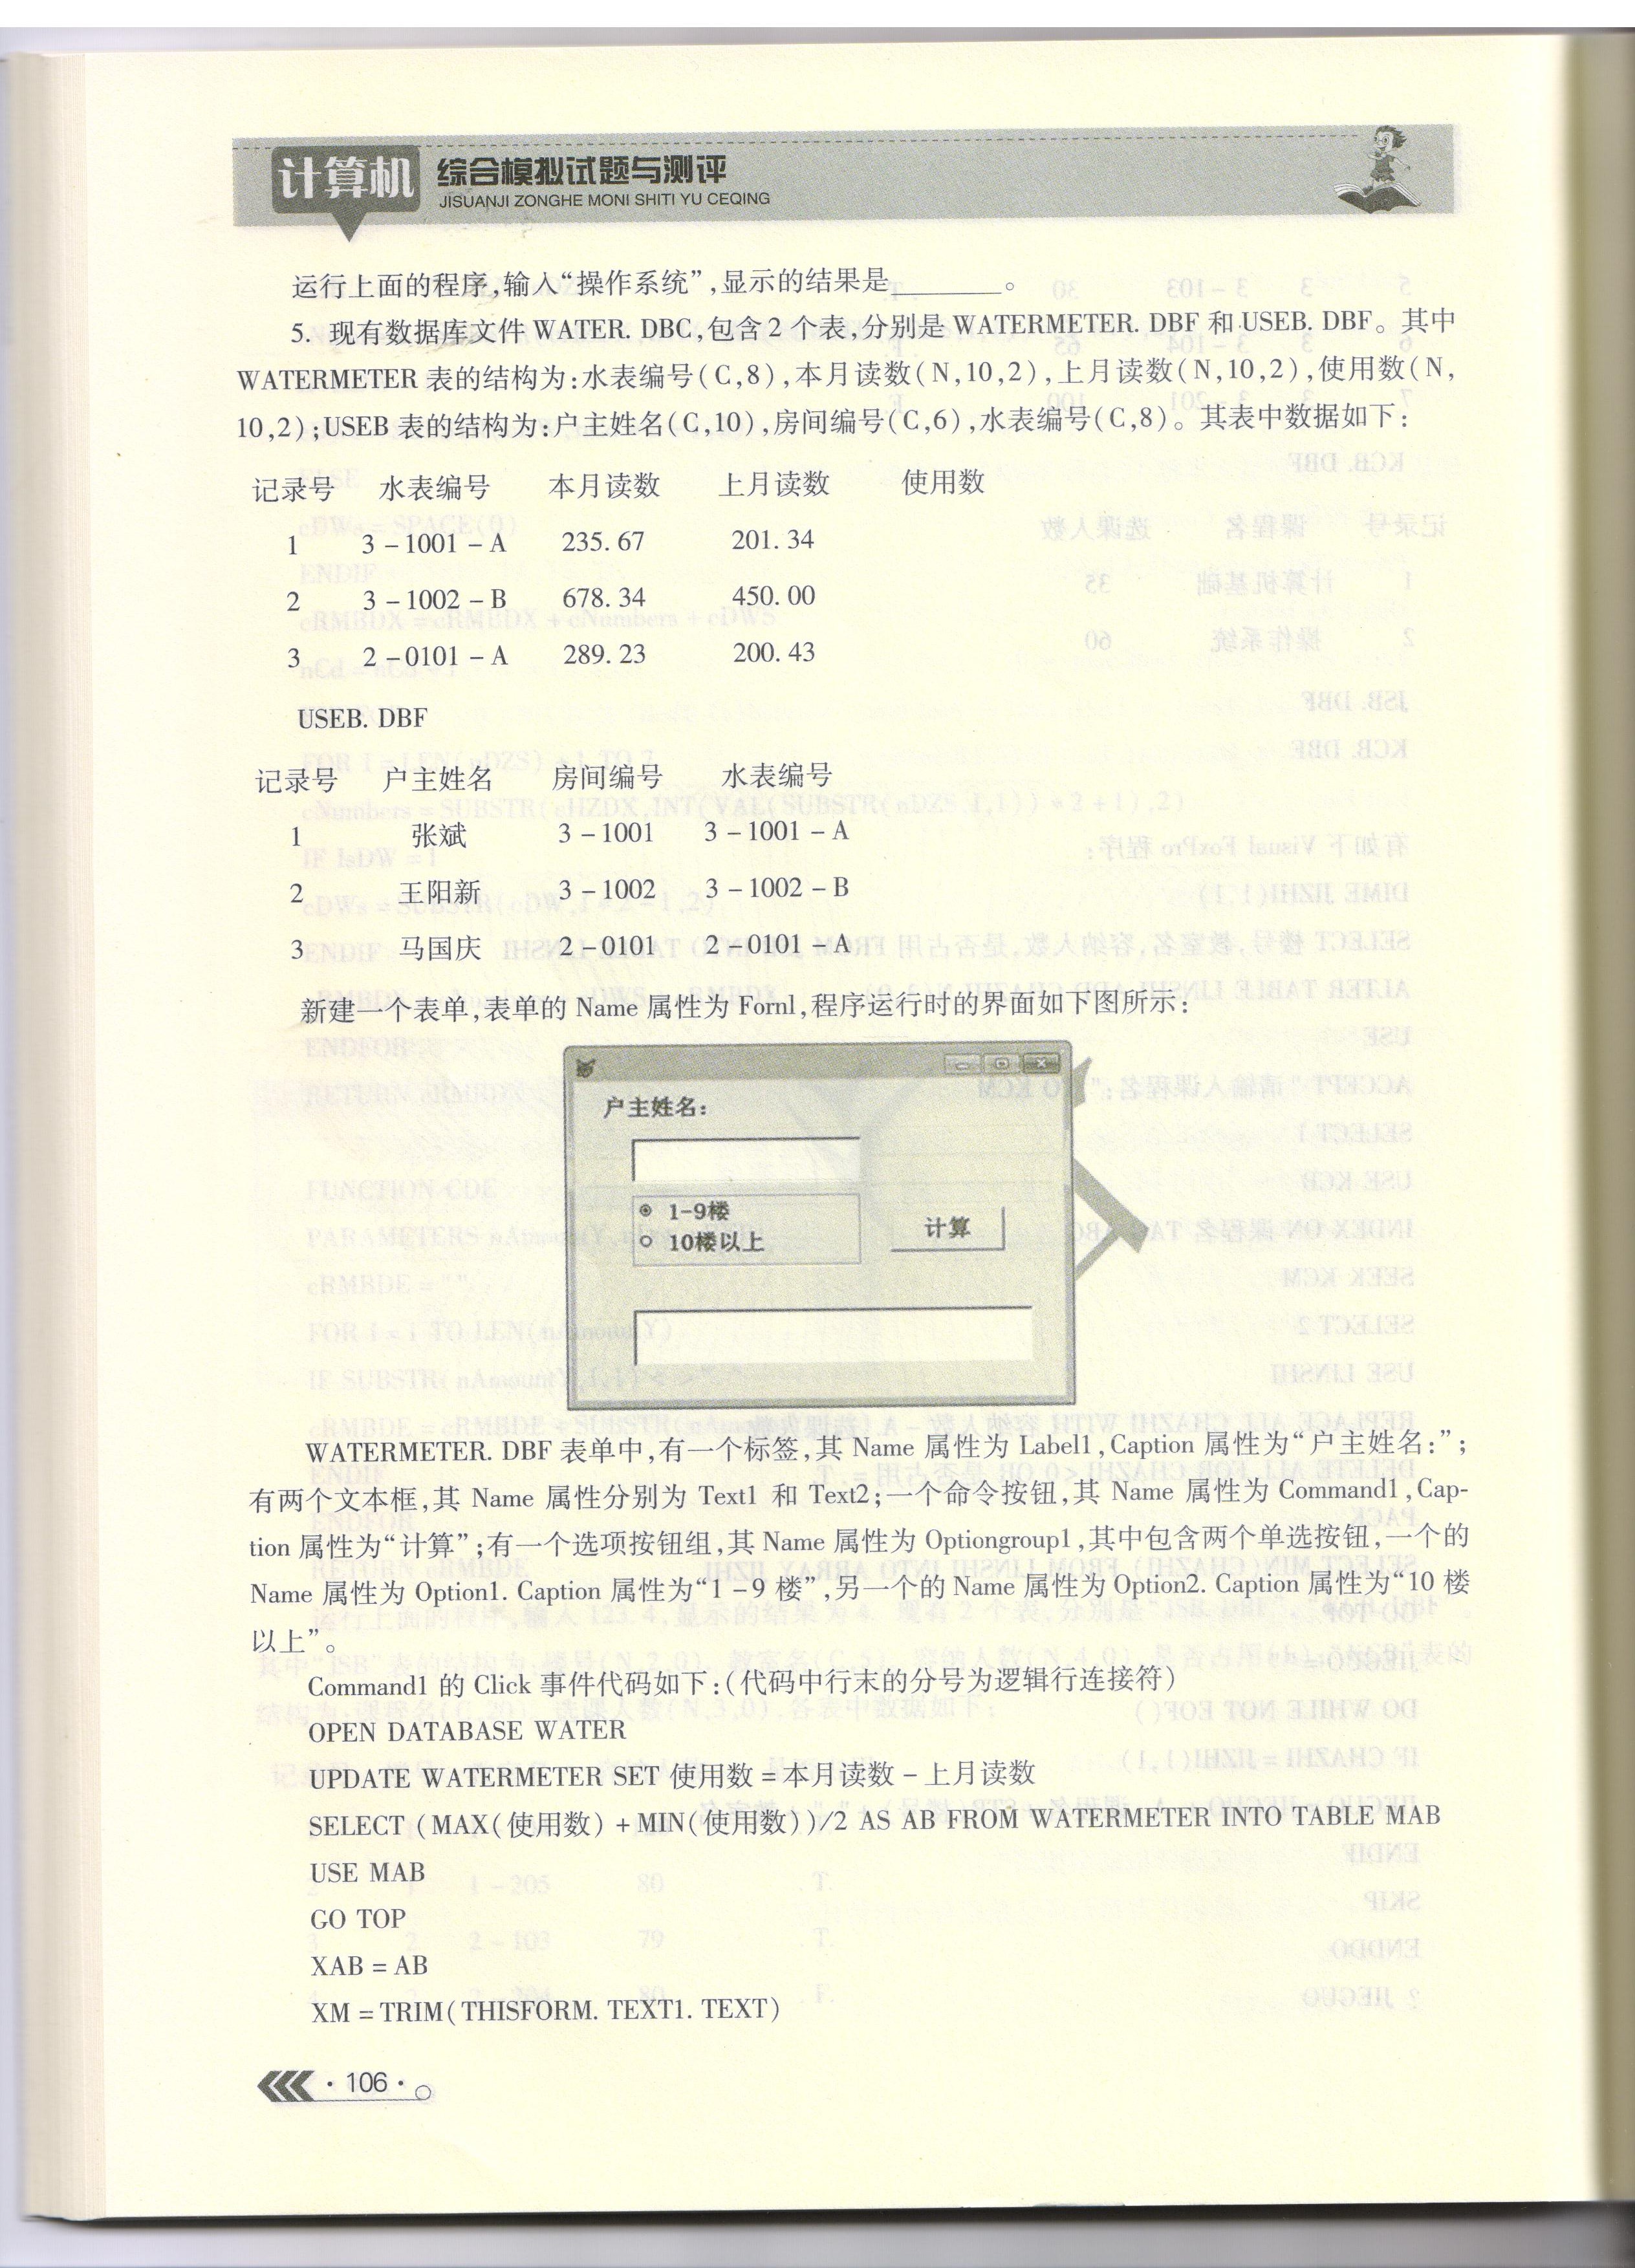 计算机 综合模拟试题与测评
JISUANJI ZONGHE MONI SHITI YU CEQING
运行上面的程序,输入“操作系统”,显示的结果是________。
5. 现有数据库文件 WATER. DBC,包含 2 个表,分别是 WATERMETER. DBF 和 USEB. DBF。其中
WATERMETER 表的结构为:水表编号(C,8),本月读数(N,10,2),上月读数(N,10,2),使用数(N,
10,2);USEB 表的结构为:户主姓名(C,10),房间编号(C,6),水表编号(C,8)。其表中数据如下:
记录号 水表编号 本月读数 上月读数 使用数
1 3-1001-A 235.67 201.34
2 3-1002-B 678.34 450.00
3 2-0101-A 289.23 200.43
USEB. DBF
记录号 户主姓名 房间编号 水表编号
1 张斌 3-1001 3-1001-A
2 王阳新 3-1002 3-1002-B
3 马国庆 2-0101 2-0101-A
新建一个表单,表单的 Name 属性为 Fornl,程序运行时的界面如下图所示:
户主姓名:
1-9楼
10楼以上
计算
WATERMETER. DBF 表单中,有一个标签,其 Name 属性为 Label1,Caption 属性为“户主姓名:”;
有两个文本框,其 Name 属性分别为 Text1 和 Text2;一个命令按钮,其 Name 属性为 Command1,Cap-
tion 属性为“计算”;有一个选项按钮组,其 Name 属性为 Optiongroup1,其中包含两个单选按钮,一个的
Name 属性为 Option1. Caption 属性为“1-9 楼”,另一个的 Name 属性为 Option2. Caption 属性为“10 楼
以上”。
Command1 的 Click 事件代码如下:(代码中行末的分号为逻辑行连接符)
OPEN DATABASE WATER
UPDATE WATERMETER SET 使用数=本月读数-上月读数
SELECT (MAX(使用数)+MIN(使用数))/2 AS AB FROM WATERMETER INTO TABLE MAB
USE MAB
GO TOP
XAB=AB
XM=TRIM(THISFORM. TEXT1. TEXT)
·106·